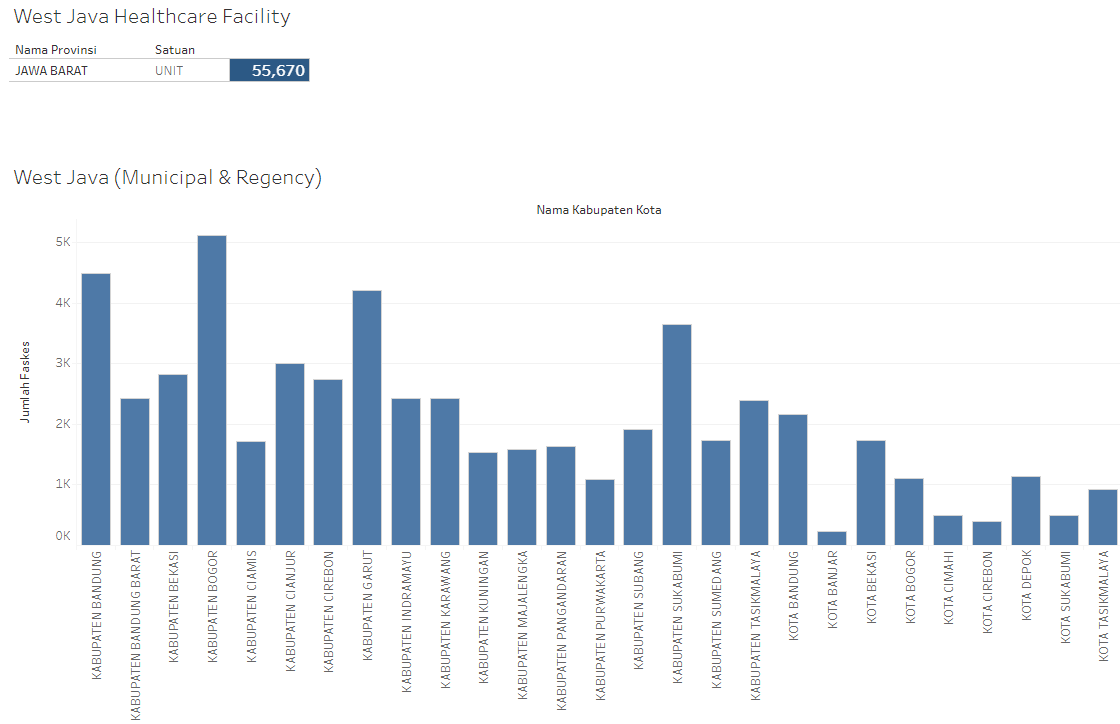 West Java Healthcare Facility
Nama Provinsi Satuan
JAWA BARAT UNIT 55,670
West Java (Municipal & Regency)
Nama Kabupaten Kota
Jumlah Faskes
5K
4K
3K
2K
1K
0K
KABUPATEN BANDUNG
KABUPATEN BANDUNG BARAT
KABUPATEN BEKASI
KABUPATEN BOGOR
KABUPATEN CIAMIS
KABUPATEN CIANJUR
KABUPATEN CIREBON
KABUPATEN GARUT
KABUPATEN INDRAMAYU
KABUPATEN KARAWANG
KABUPATEN KUNINGAN
KABUPATEN MAJALENGKA
KABUPATEN PANGANDARAN
KABUPATEN PURWAKARTA
KABUPATEN SUBANG
KABUPATEN SUKABUMI
KABUPATEN SUMEDANG
KABUPATEN TASIKMALAYA
KOTA BANDUNG
KOTA BANJAR
KOTA BEKASI
KOTA BOGOR
KOTA CIMAHI
KOTA CIREBON
KOTA DEPOK
KOTA SUKABUMI
KOTA TASIKMALAYA